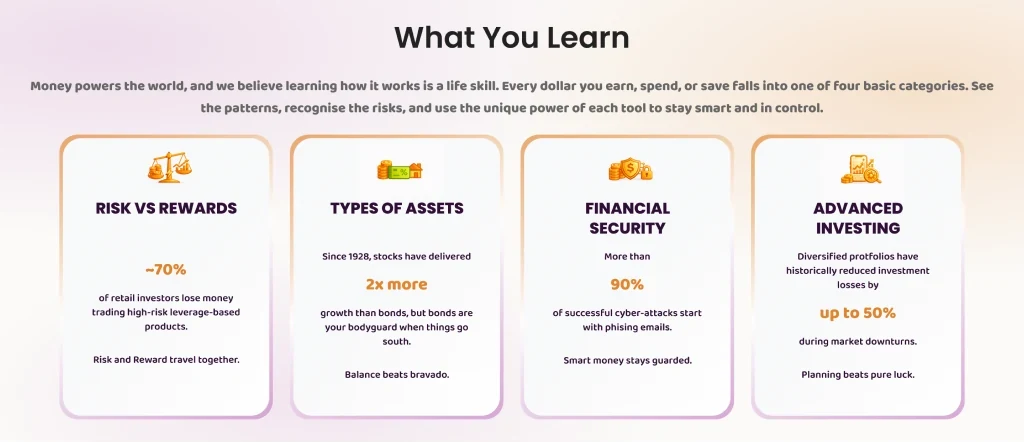 What You Learn
Money powers the world, and we believe learning how it works is a life skill. Every dollar you earn, spend, or save falls into one of four basic categories. See
the patterns, recognise the risks, and use the unique power of each tool to stay smart and in control.
RISK VS REWARDS
~70%
of retail investors lose money
trading high-risk leverage-based
products.
Risk and Reward travel together.
TYPES OF ASSETS
Since 1928, stocks have delivered
2x more
growth than bonds, but bonds are
your bodyguard when things go
south.
Balance beats bravado.
FINANCIAL
SECURITY
More than
90%
of successful cyber-attacks start
with phising emails.
Smart money stays guarded.
ADVANCED
INVESTING
Diversified protfolios have
historically reduced investment
losses by
up to 50%
during market downturns.
Planning beats pure luck.